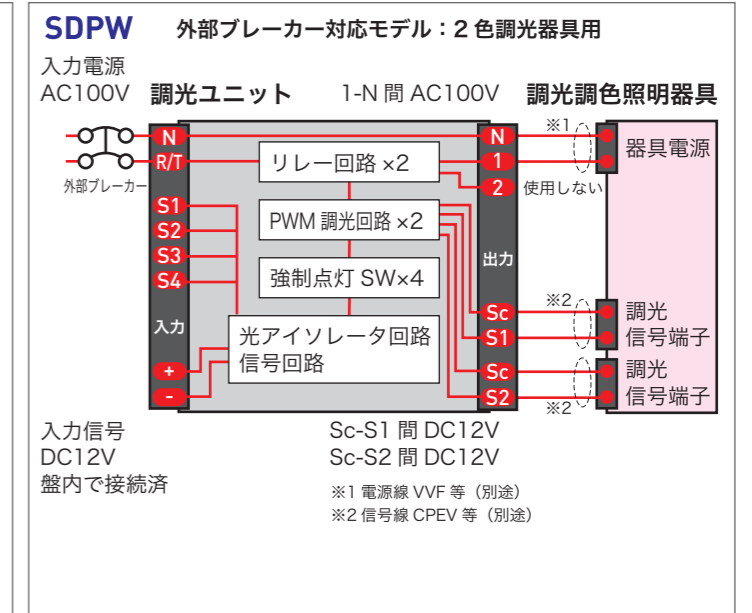 SDPW 外部ブレーカー対応モデル：2 色調光器具用
入力電源
AC100V
調光ユニット
1-N 間 AC100V
調光調色照明器具
外部ブレーカー
N
R/T
S1
S2
S3
S4
入力
+
-
リレー回路 ×2
PWM 調光回路 ×2
強制点灯 SW×4
光アイソレータ回路
信号回路
N
1
2
出力
Sc
S1
Sc
S2
※1
使用しない
※2
※2
器具電源
調光
信号端子
調光
信号端子
入力信号
DC12V
盤内で接続済
Sc-S1 間 DC12V
Sc-S2 間 DC12V
※1 電源線 VVF 等（別途）
※2 信号線 CPEV 等（別途）